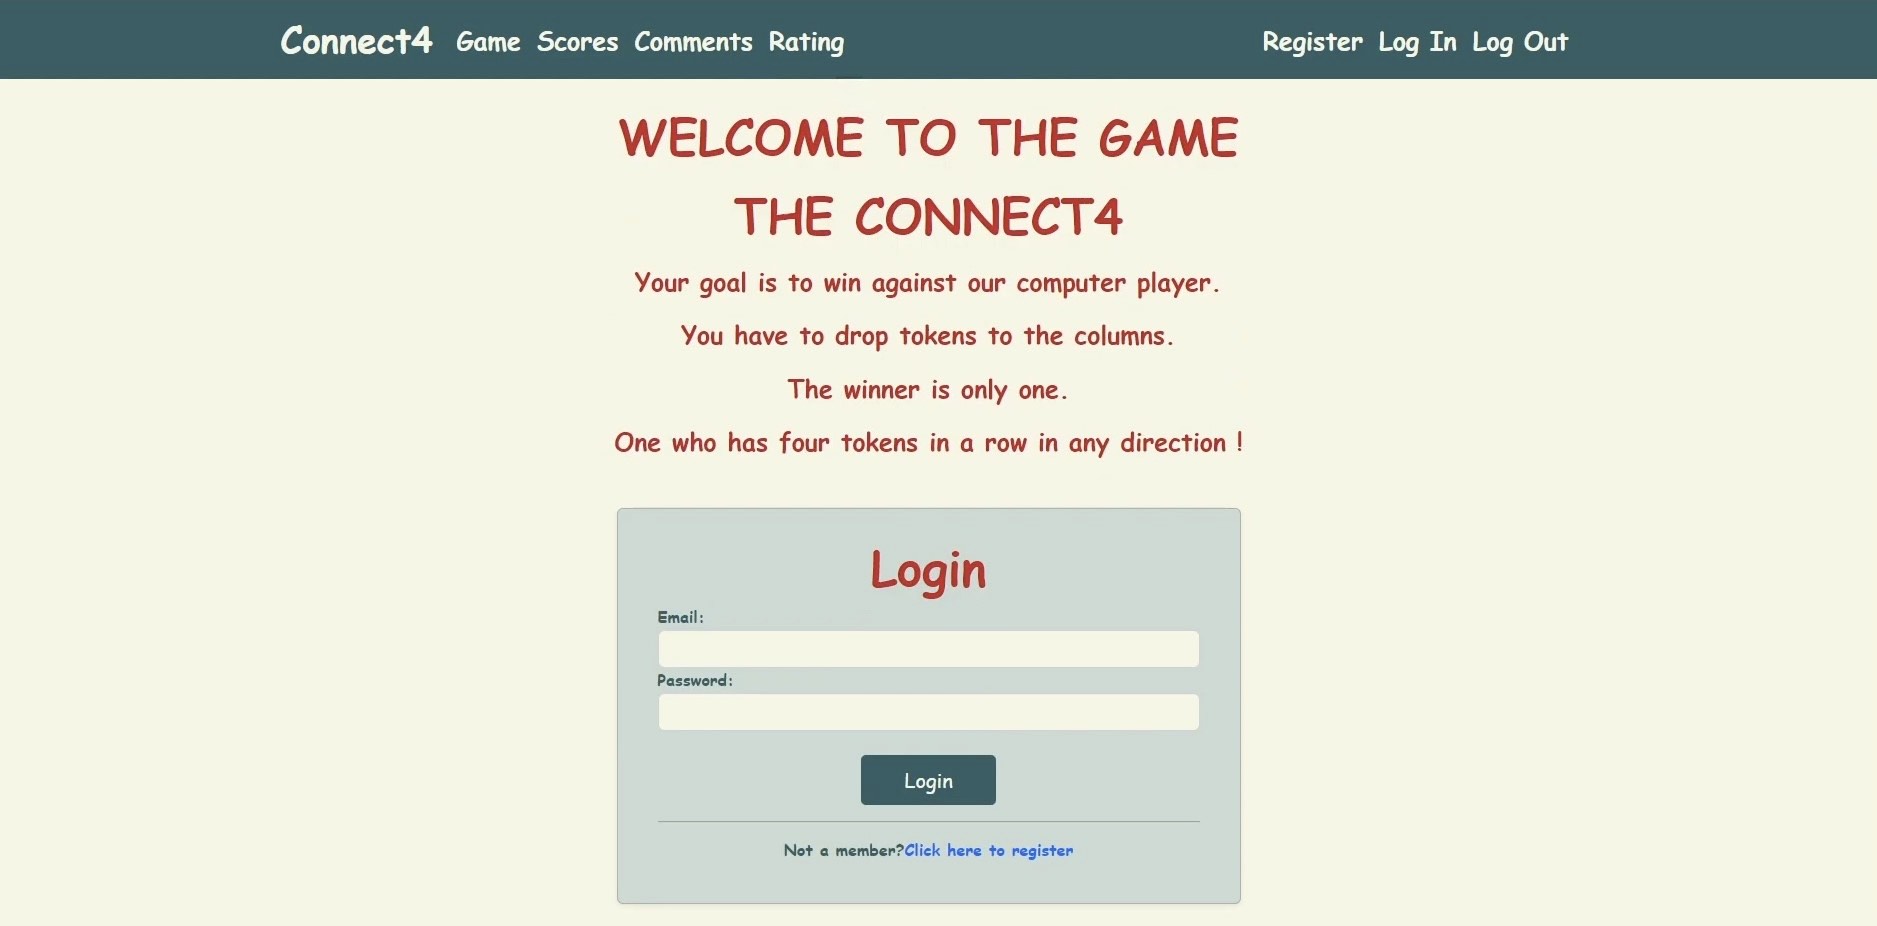 Connect4 Game Scores Comments Rating Register Log In Log Out
WELCOME TO THE GAME
THE CONNECT4
Your goal is to win against our computer player.
You have to drop tokens to the columns.
The winner is only one.
One who has four tokens in a row in any direction !
Login
Email:
Password:
Login
Not a member?Click here to register